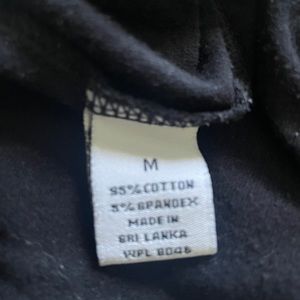 M
95% COTTON
5% SPANDEX
MADE IN
SRI LANKA
WPL 8046